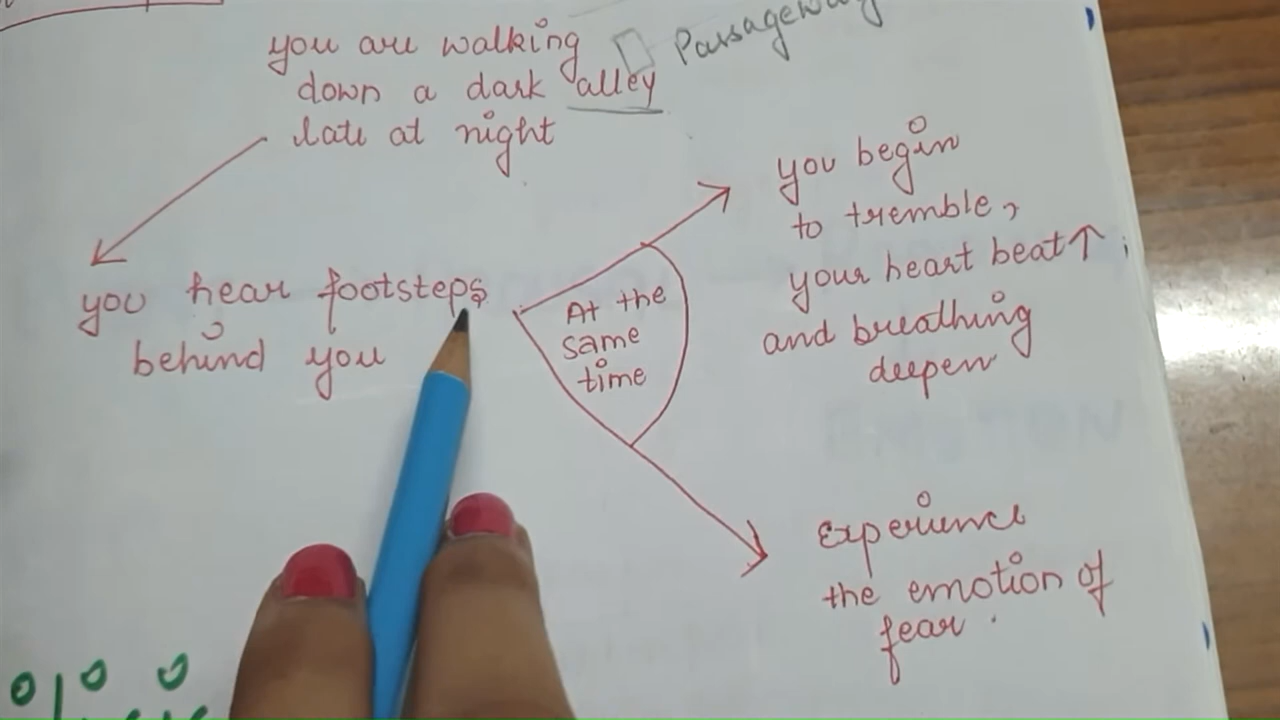 you are walking
down a dark alley
late at night
Passageway
you hear footsteps
behind you
At the
same
time
you begin
to tremble,
your heart beat↑,
and breathing
deepen
Experience
the emotion of
fear.